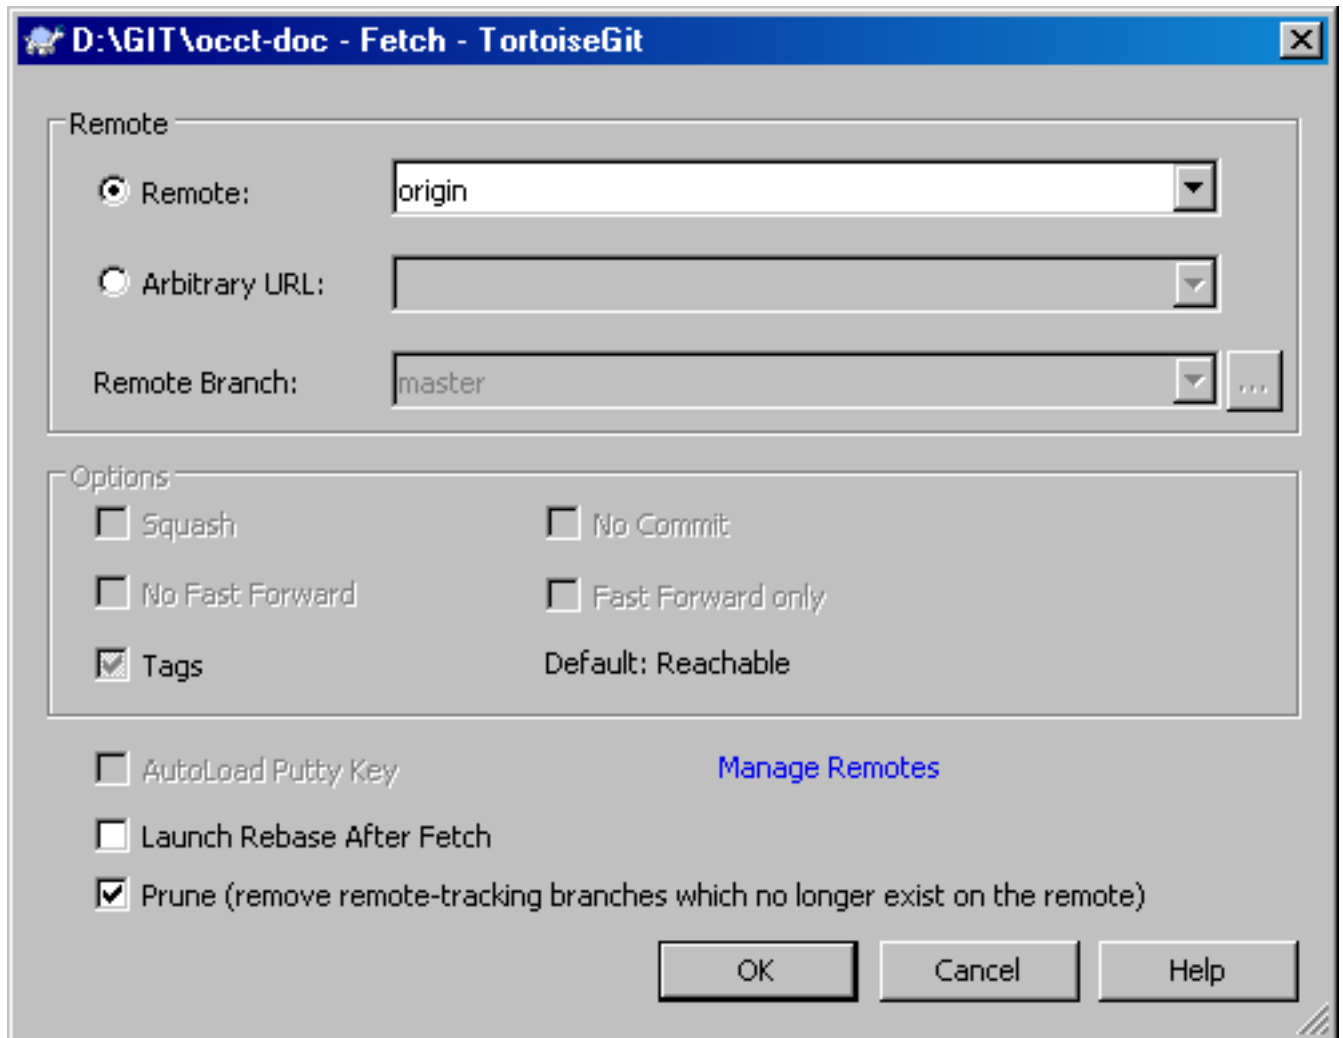 D:\GIT\occt-doc - Fetch - TortoiseGit
Remote
Remote:
origin
Arbitrary URL:
Remote Branch:
master
...
Options
Squash
No Commit
No Fast Forward
Fast Forward only
Tags
Default: Reachable
AutoLoad Putty Key
Manage Remotes
Launch Rebase After Fetch
Prune (remove remote-tracking branches which no longer exist on the remote)
OK
Cancel
Help